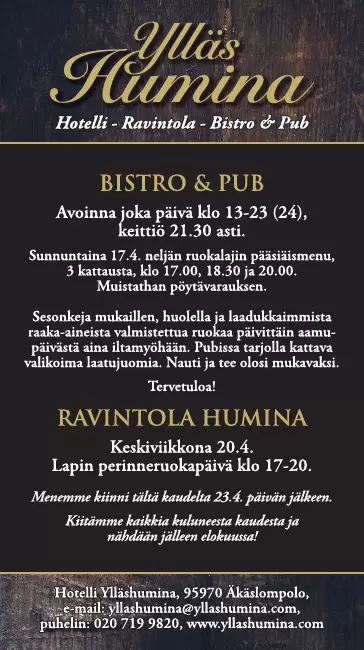 Ylläs
Humina
Hotelli - Ravintola - Bistro & Pub
BISTRO & PUB
Avoinna joka päivä klo 13-23 (24),
keittiö 21.30 asti.
Sunnuntaina 17.4. neljän ruokalajin pääsiäismenu,
3 kattausta, klo 17.00, 18.30 ja 20.00.
Muistathan pöytävarauksen.
Sesonkeja mukaillen, huolella ja laadukkaimmista
raaka-aineista valmistettua ruokaa päivittäin aamu-
päivästä aina iltamyöhään. Pubissa tarjolla kattava
valikoima laatujuomia. Nauti ja tee olosi mukavaksi.
Tervetuloa!
RAVINTOLA HUMINA
Keskiviikkona 20.4.
Lapin perinneruokapäivä klo 17-20.
Menemme kiinni tältä kaudelta 23.4. päivän jälkeen.
Kiitämme kaikkia kuluneesta kaudesta ja
nähdään jälleen elokuussa!
Hotelli Ylläshumina, 95970 Äkäslompolo,
e-mail: yllashumina@yllashumina.com,
puhelin: 020 719 9820, www.yllashumina.com